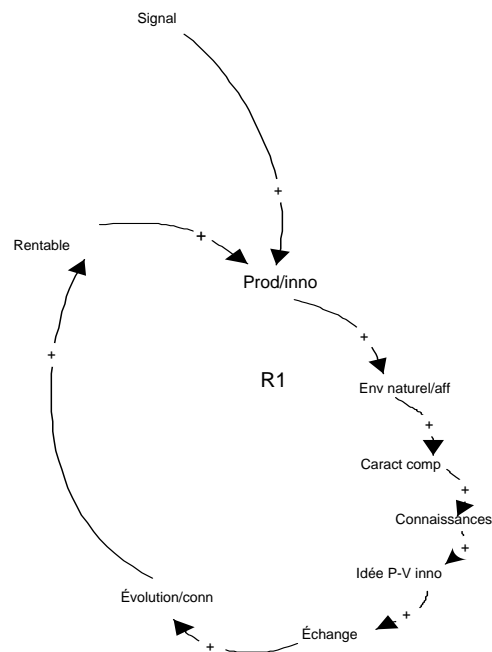 Signal
+
Rentable
+
Prod/inno
+
+
R1
Env naturel/aff
+
Caract comp
+
Connaissances
+
Idée P-V inno
+
Évolution/conn
Échange
+